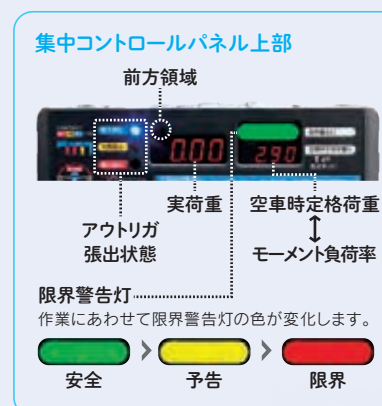 集中コントロールパネル上部
前方領域
0.00
2.90
実荷重
空車時定格荷重
アウトリガ
張出状態
モーメント負荷率
限界警告灯
作業にあわせて限界警告灯の色が変化します。
安全
予告
限界